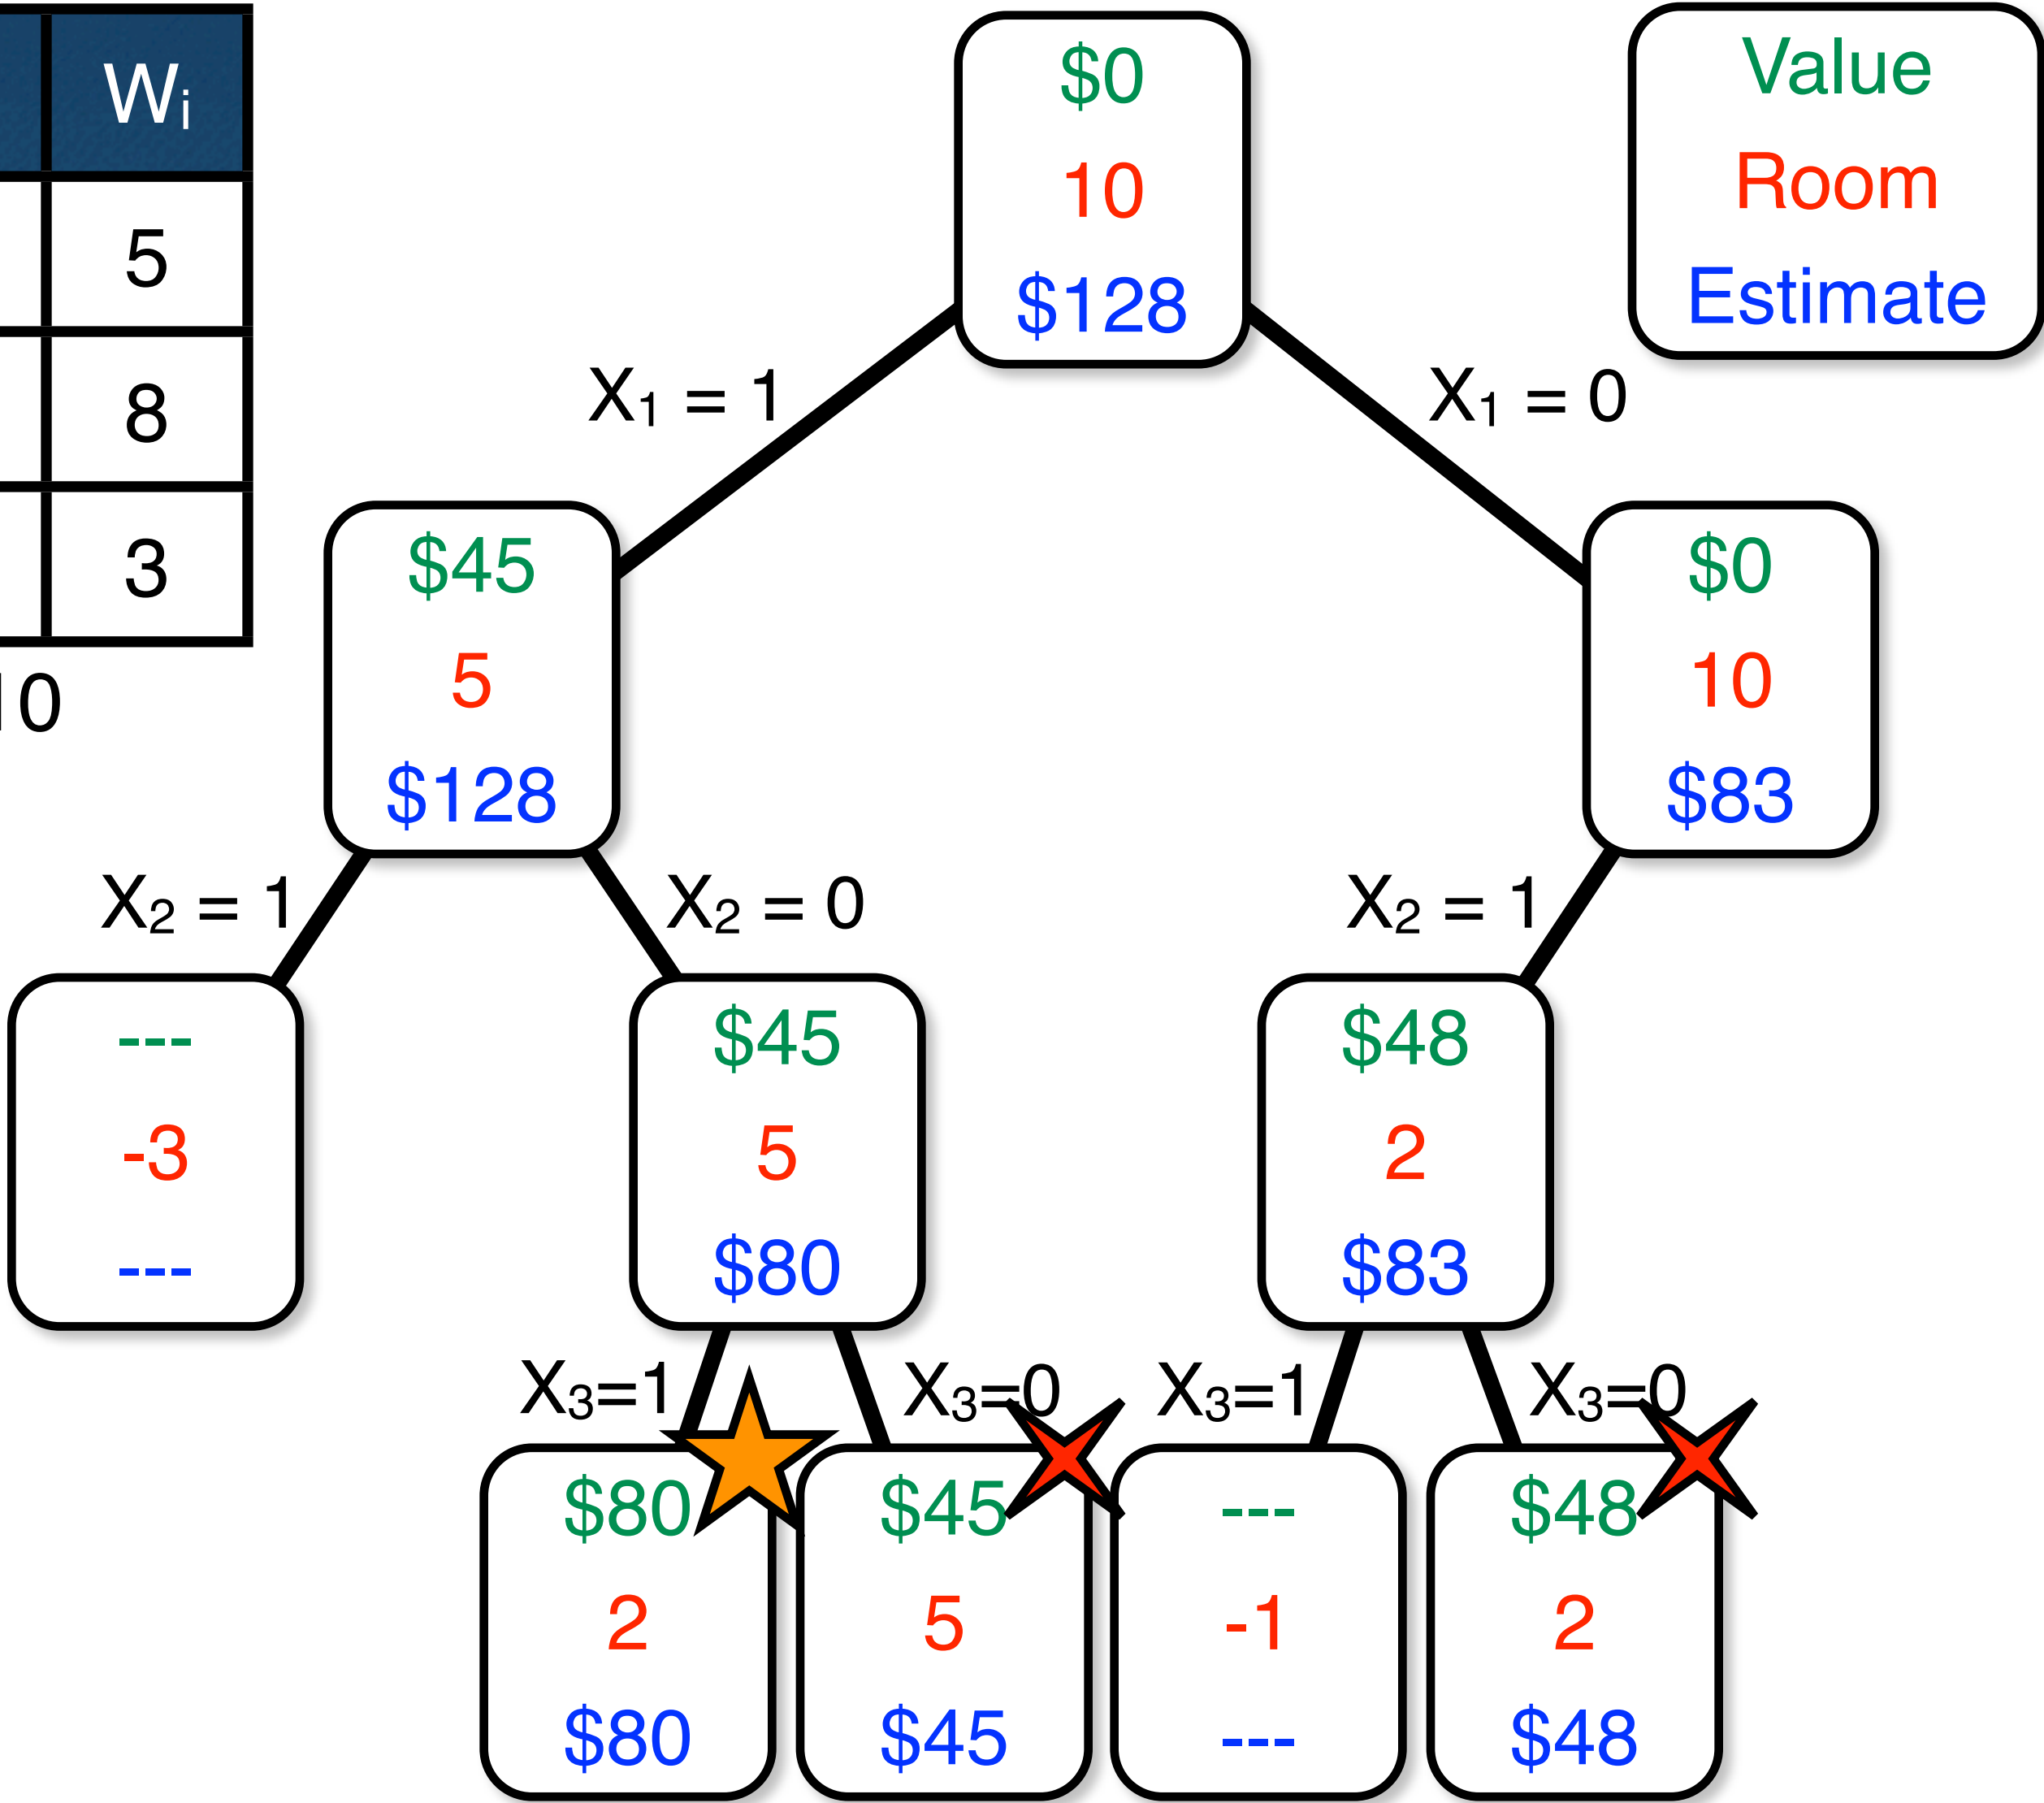 Wi
5
8
3
10
Value
Room
Estimate
$0
10
$128
X1 = 1
X1 = 0
$45
5
$128
$0
10
$83
X2 = 1
X2 = 0
X2 = 1
---
-3
---
$45
5
$80
$48
2
$83
X3=1
X3=0
X3=1
X3=0
$80
2
$80
$45
5
$45
---
-1
---
$48
2
$48